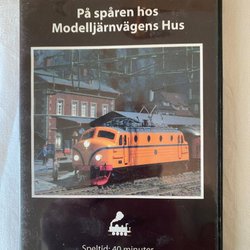 På spåren hos
Modelljärnvägens Hus
Speltid: 40 minuter